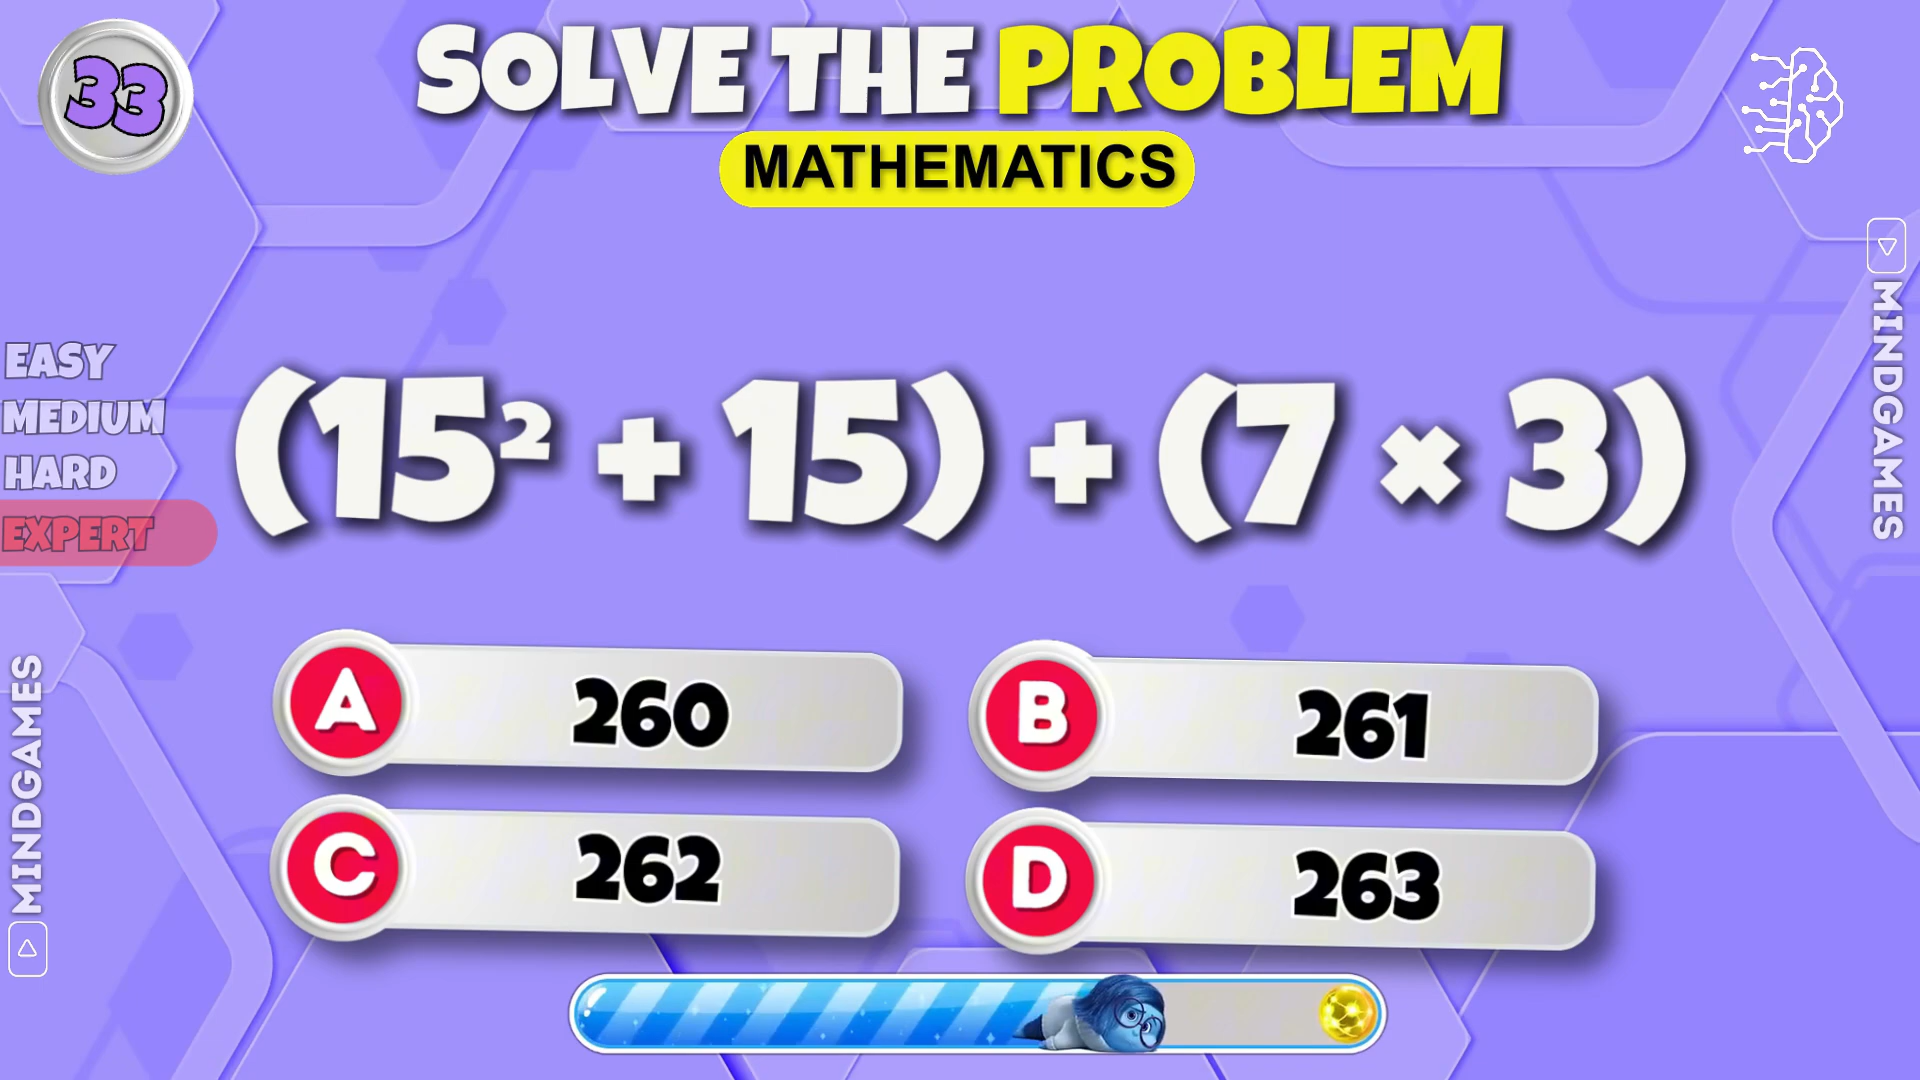 33
SOLVE THE PROBLEM
MATHEMATICS
EASY
MEDIUM
HARD
EXPERT
(15² + 15) + (7 × 3)
A 260
B 261
C 262
D 263
MINDGAMES
MINDGAMES